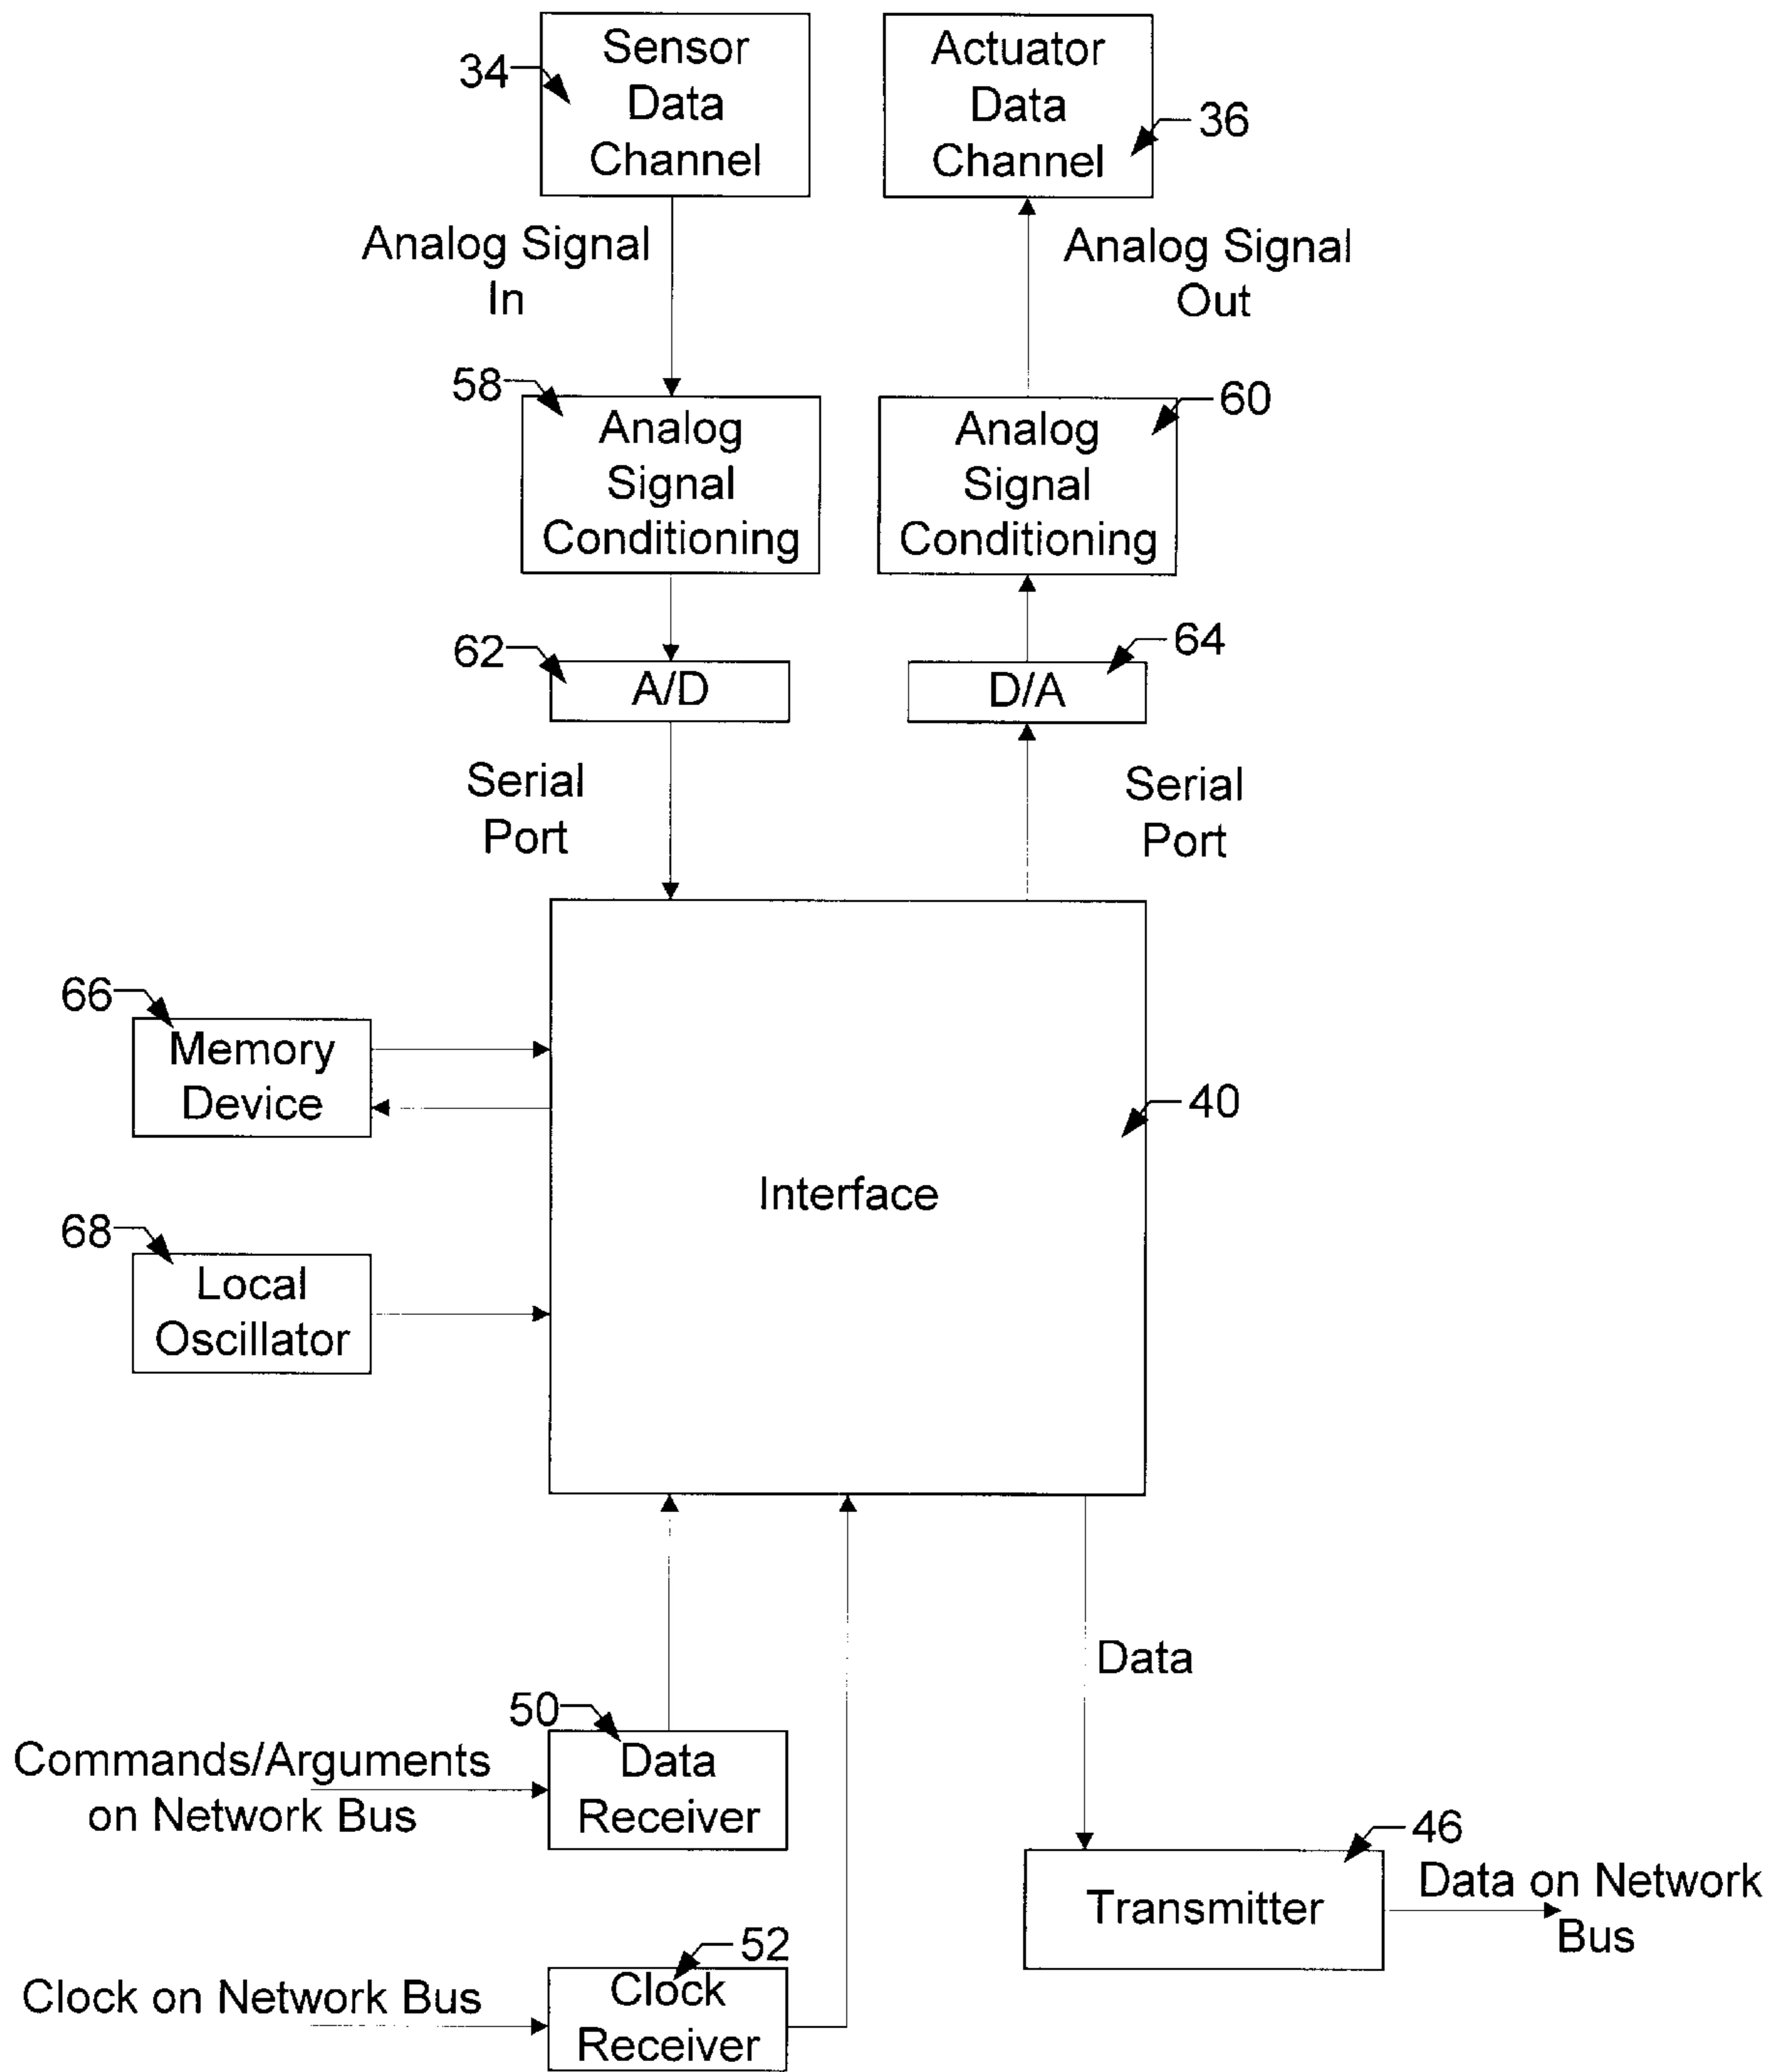 34
Sensor
Data
Channel
Actuator
Data
Channel
36
Analog Signal
In
Analog Signal
Out
58
Analog
Signal
Conditioning
60
Analog
Signal
Conditioning
62
A/D
64
D/A
Serial
Port
Serial
Port
66
Memory
Device
40
Interface
68
Local
Oscillator
Data
50
Commands/Arguments
on Network Bus
Data
Receiver
46
Transmitter
Data on Network
Bus
52
Clock on Network Bus
Clock
Receiver